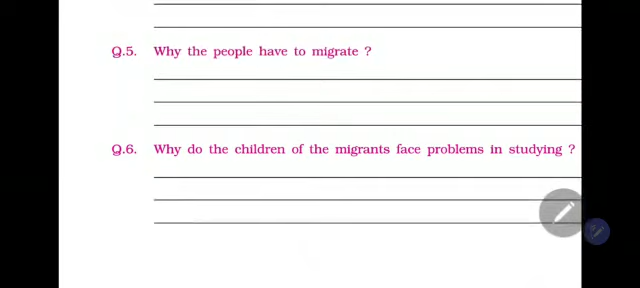 Q.5. Why the people have to migrate ?
Q.6. Why do the children of the migrants face problems in studying ?